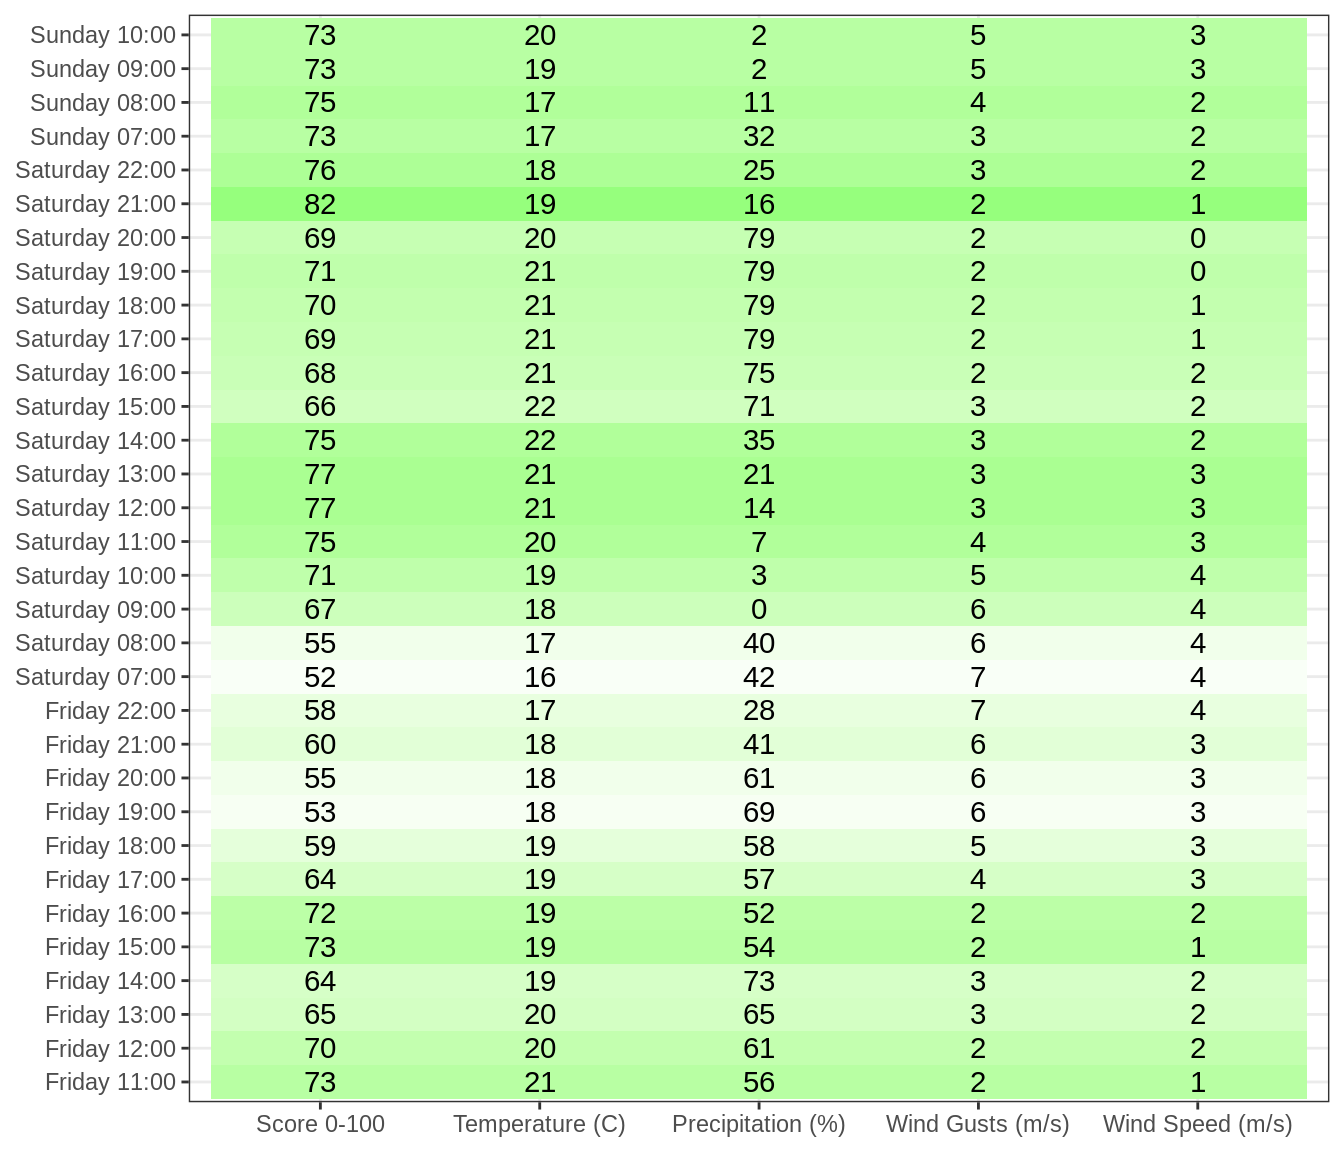 Sunday 10:00 73 20 2 5 3
Sunday 09:00 73 19 2 5 3
Sunday 08:00 75 17 11 4 2
Sunday 07:00 73 17 32 3 2
Saturday 22:00 76 18 25 3 2
Saturday 21:00 82 19 16 2 1
Saturday 20:00 69 20 79 2 0
Saturday 19:00 71 21 79 2 0
Saturday 18:00 70 21 79 2 1
Saturday 17:00 69 21 79 2 1
Saturday 16:00 68 21 75 2 2
Saturday 15:00 66 22 71 3 2
Saturday 14:00 75 22 35 3 2
Saturday 13:00 77 21 21 3 3
Saturday 12:00 77 21 14 3 3
Saturday 11:00 75 20 7 4 3
Saturday 10:00 71 19 3 5 4
Saturday 09:00 67 18 0 6 4
Saturday 08:00 55 17 40 6 4
Saturday 07:00 52 16 42 7 4
Friday 22:00 58 17 28 7 4
Friday 21:00 60 18 41 6 3
Friday 20:00 55 18 61 6 3
Friday 19:00 53 18 69 6 3
Friday 18:00 59 19 58 5 3
Friday 17:00 64 19 57 4 3
Friday 16:00 72 19 52 2 2
Friday 15:00 73 19 54 2 1
Friday 14:00 64 19 73 3 2
Friday 13:00 65 20 65 3 2
Friday 12:00 70 20 61 2 2
Friday 11:00 73 21 56 2 1
Score 0-100 Temperature (C) Precipitation (%) Wind Gusts (m/s) Wind Speed (m/s)